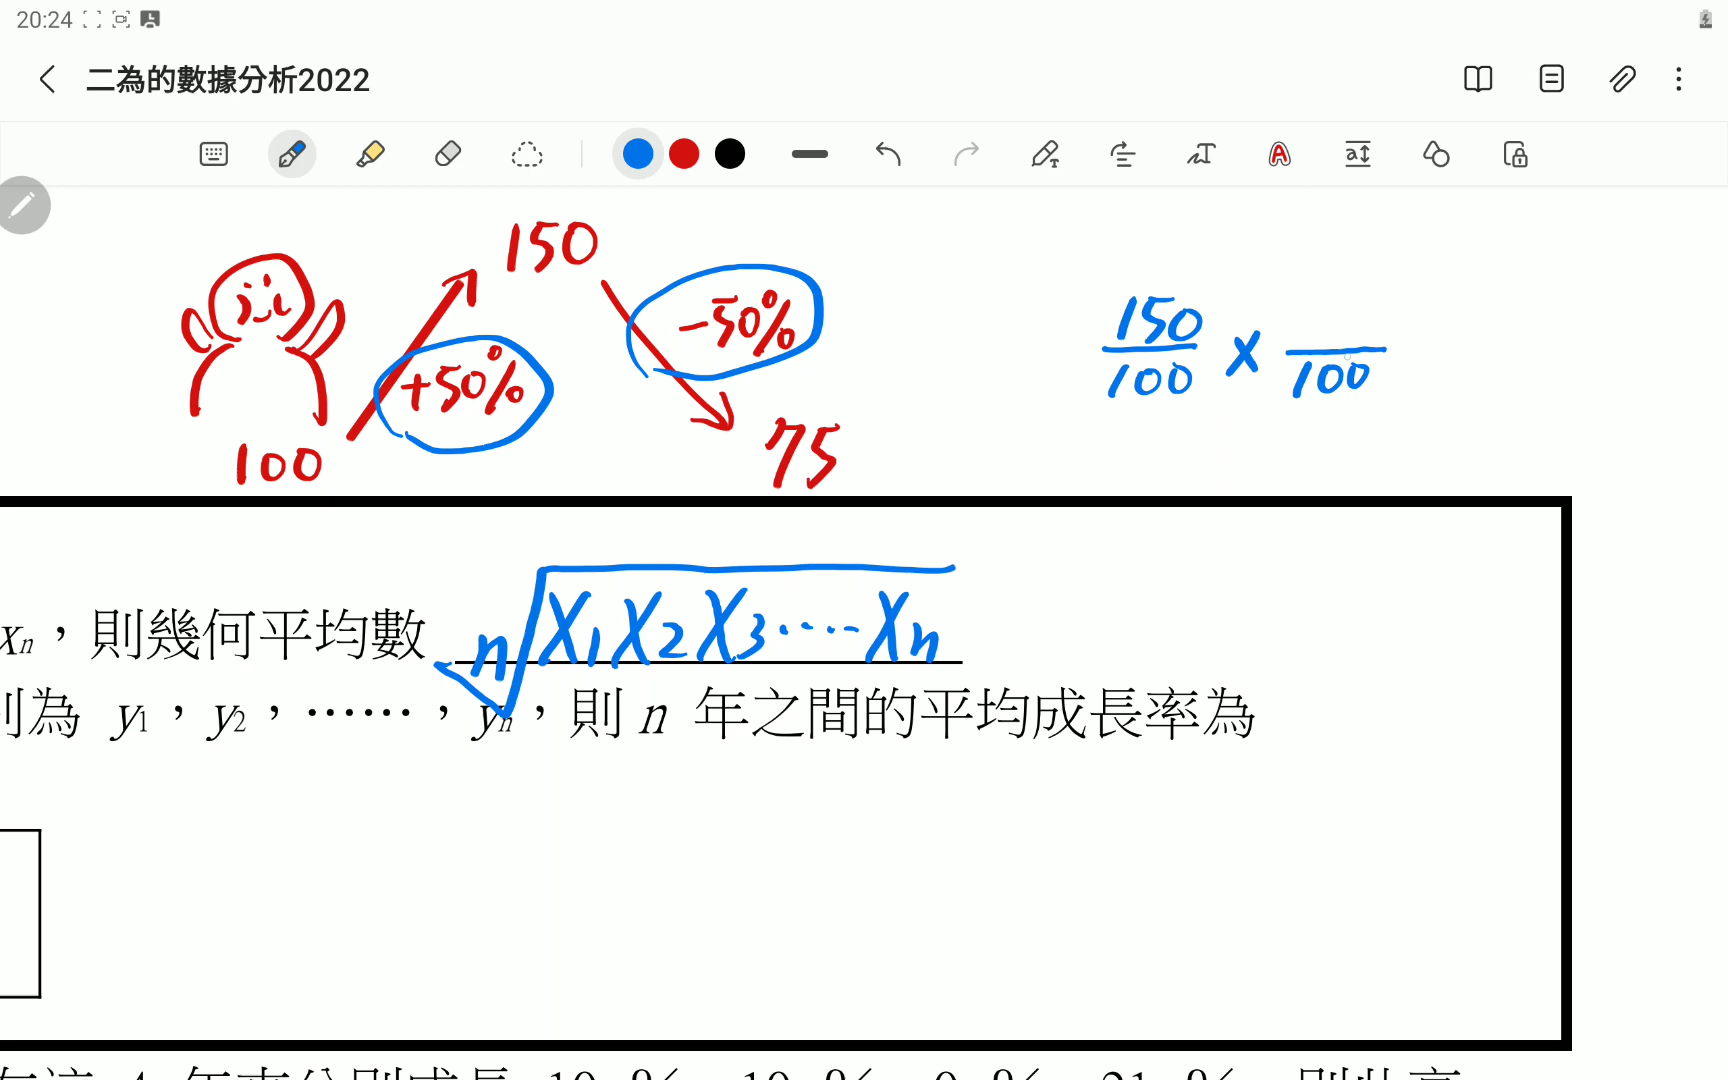 20:24
二為的數據分析2022
150
-50%
+50%
100
75
150/100 × /100
xn，則幾何平均數 n√X1X2X3····Xn
為 y1，y2，……，yn，則 n 年之間的平均成長率為